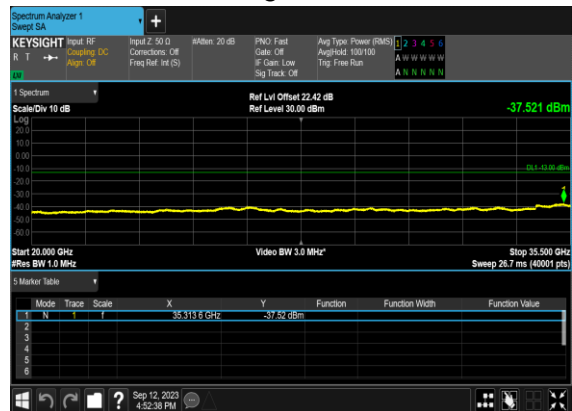 Spectrum Analyzer 1
Swept SA
+
KEYSIGHT Input: RF Input Z: 50 Ω #Atten: 20 dB PNO: Fast Avg Type: Power (RMS) 1 2 3 4 5 6
R T Coupling: DC Corrections: Off Gate: Off Avg|Hold: 100/100 A W W W W W
Align: Off Freq Ref: Int (S) IF Gain: Low Trig: Free Run
LW Sig Track: Off A N N N N N
1 Spectrum
Scale/Div 10 dB Ref Lvl Offset 22.42 dB -37.521 dBm
Ref Level 30.00 dBm
Log
20.0
10.0
0.00
-10.0 DL1 -13.00 dBm
-20.0
-30.0 1
-40.0
-50.0
-60.0
Start 20.000 GHz Video BW 3.0 MHz* Stop 35.500 GHz
#Res BW 1.0 MHz Sweep 26.7 ms (40001 pts)
5 Marker Table
Mode Trace Scale X Y Function Function Width Function Value
1 N 1 f 35.313 6 GHz -37.52 dBm
2
3
4
5
6
? Sep 12, 2023
4:52:38 PM